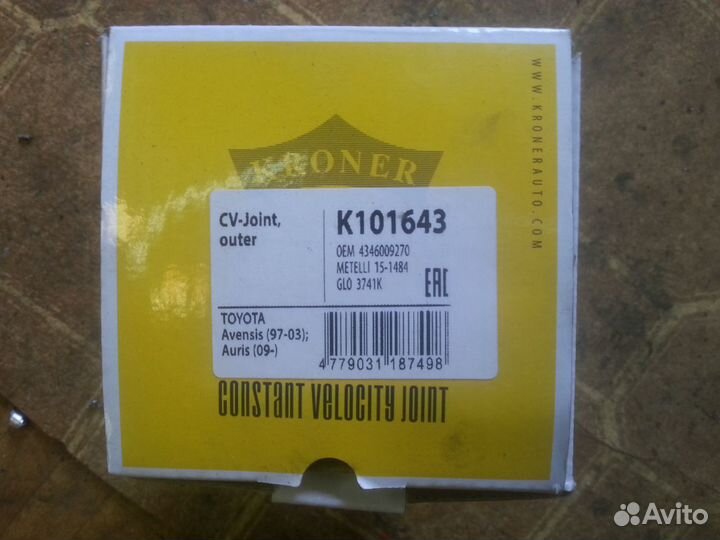 KRONER
WWW.KRONERAUTO.COM
CV-Joint,
outer
K101643
OEM 4346009270
METELLI 15-1484
GLO 3741K
EAC
TOYOTA
Avensis (97-03);
Auris (09-)
4 779031 187498
CONSTANT VELOCITY JOINT
Avito